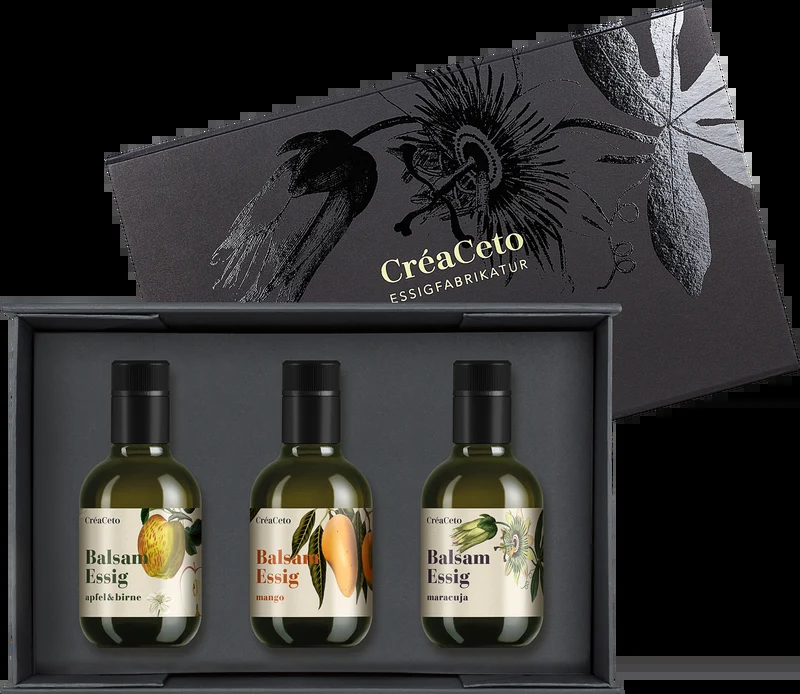 CréaCeto
ESSIGFABRIKATUR
CréaCeto
Balsam
Essig
apfel&birne
CréaCeto
Balsam
Essig
mango
CréaCeto
Balsam
Essig
maracuja